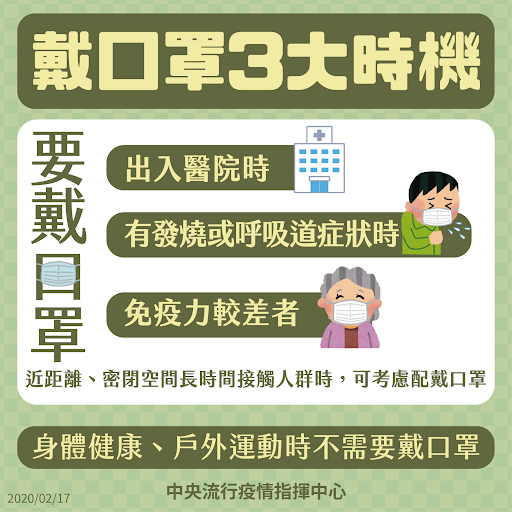 戴口罩3大時機
要戴口罩
出入醫院時
有發燒或呼吸道症狀時
免疫力較差者
近距離、密閉空間長時間接觸人群時，可考慮配戴口罩
身體健康、戶外運動時不需要戴口罩
中央流行疫情指揮中心
2020/02/17